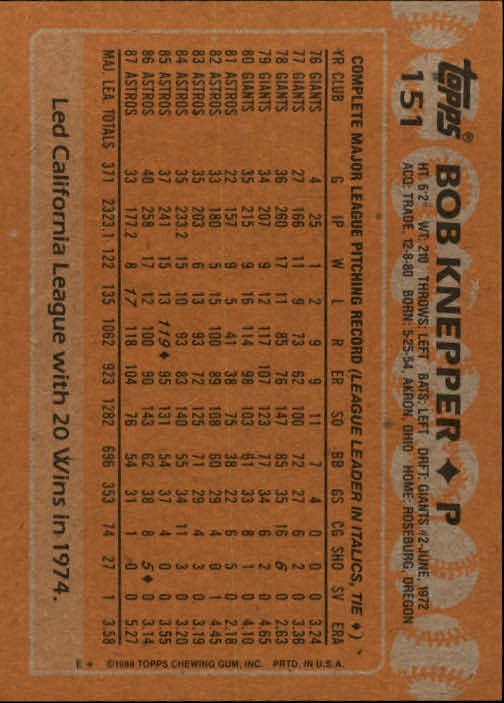 topps®
151
BOB KNEPPER ♦ P
HT: 6'2" WT: 210 THROWS: LEFT BATS: LEFT DRFT: GIANTS #2-JUNE, 1972
ACQ: TRADE, 12-8-80 BORN: 5-25-54, AKRON, OHIO HOME: ROSEBURG, OREGON
COMPLETE MAJOR LEAGUE PITCHING RECORD (LEAGUE LEADER IN ITALICS, TIE ♦)
YR CLUB G IP W L R ER SO BB GS CG SHO SV ERA
76 GIANTS 4 25 1 2 9 9 11 7 4 0 0 0 3.24
77 GIANTS 27 166 11 9 73 62 100 72 27 6 2 0 3.36
78 GIANTS 36 260 17 11 85 76 147 85 35 16 6 0 2.63
79 GIANTS 34 207 9 12 117 107 123 77 34 6 2 0 4.65
80 GIANTS 35 215 9 16 114 98 103 61 33 8 1 0 4.10
81 ASTROS 22 157 9 5 41 38 75 38 22 6 5 0 2.18
82 ASTROS 33 180 5 15 100 89 108 60 29 4 0 1 4.45
83 ASTROS 35 203 6 13 93 72 125 71 29 4 3 0 3.19
84 ASTROS 35 233.2 15 10 93 83 140 55 34 11 3 0 3.20
85 ASTROS 37 241 15 13 119♦ 95 131 54 37 4 0 0 3.55
86 ASTROS 40 258 17 12 100 90 143 62 38 8 5♦ 0 3.14
87 ASTROS 33 177.2 8 17 118 104 76 54 31 1 0 0 5.27
MAJ. LEA. TOTALS 371 2323.1 122 135 1062 923 1282 696 353 74 27 1 3.58
E * ©1988 TOPPS CHEWING GUM, INC. PRTD. IN U.S.A.
Led California League with 20 Wins in 1974.